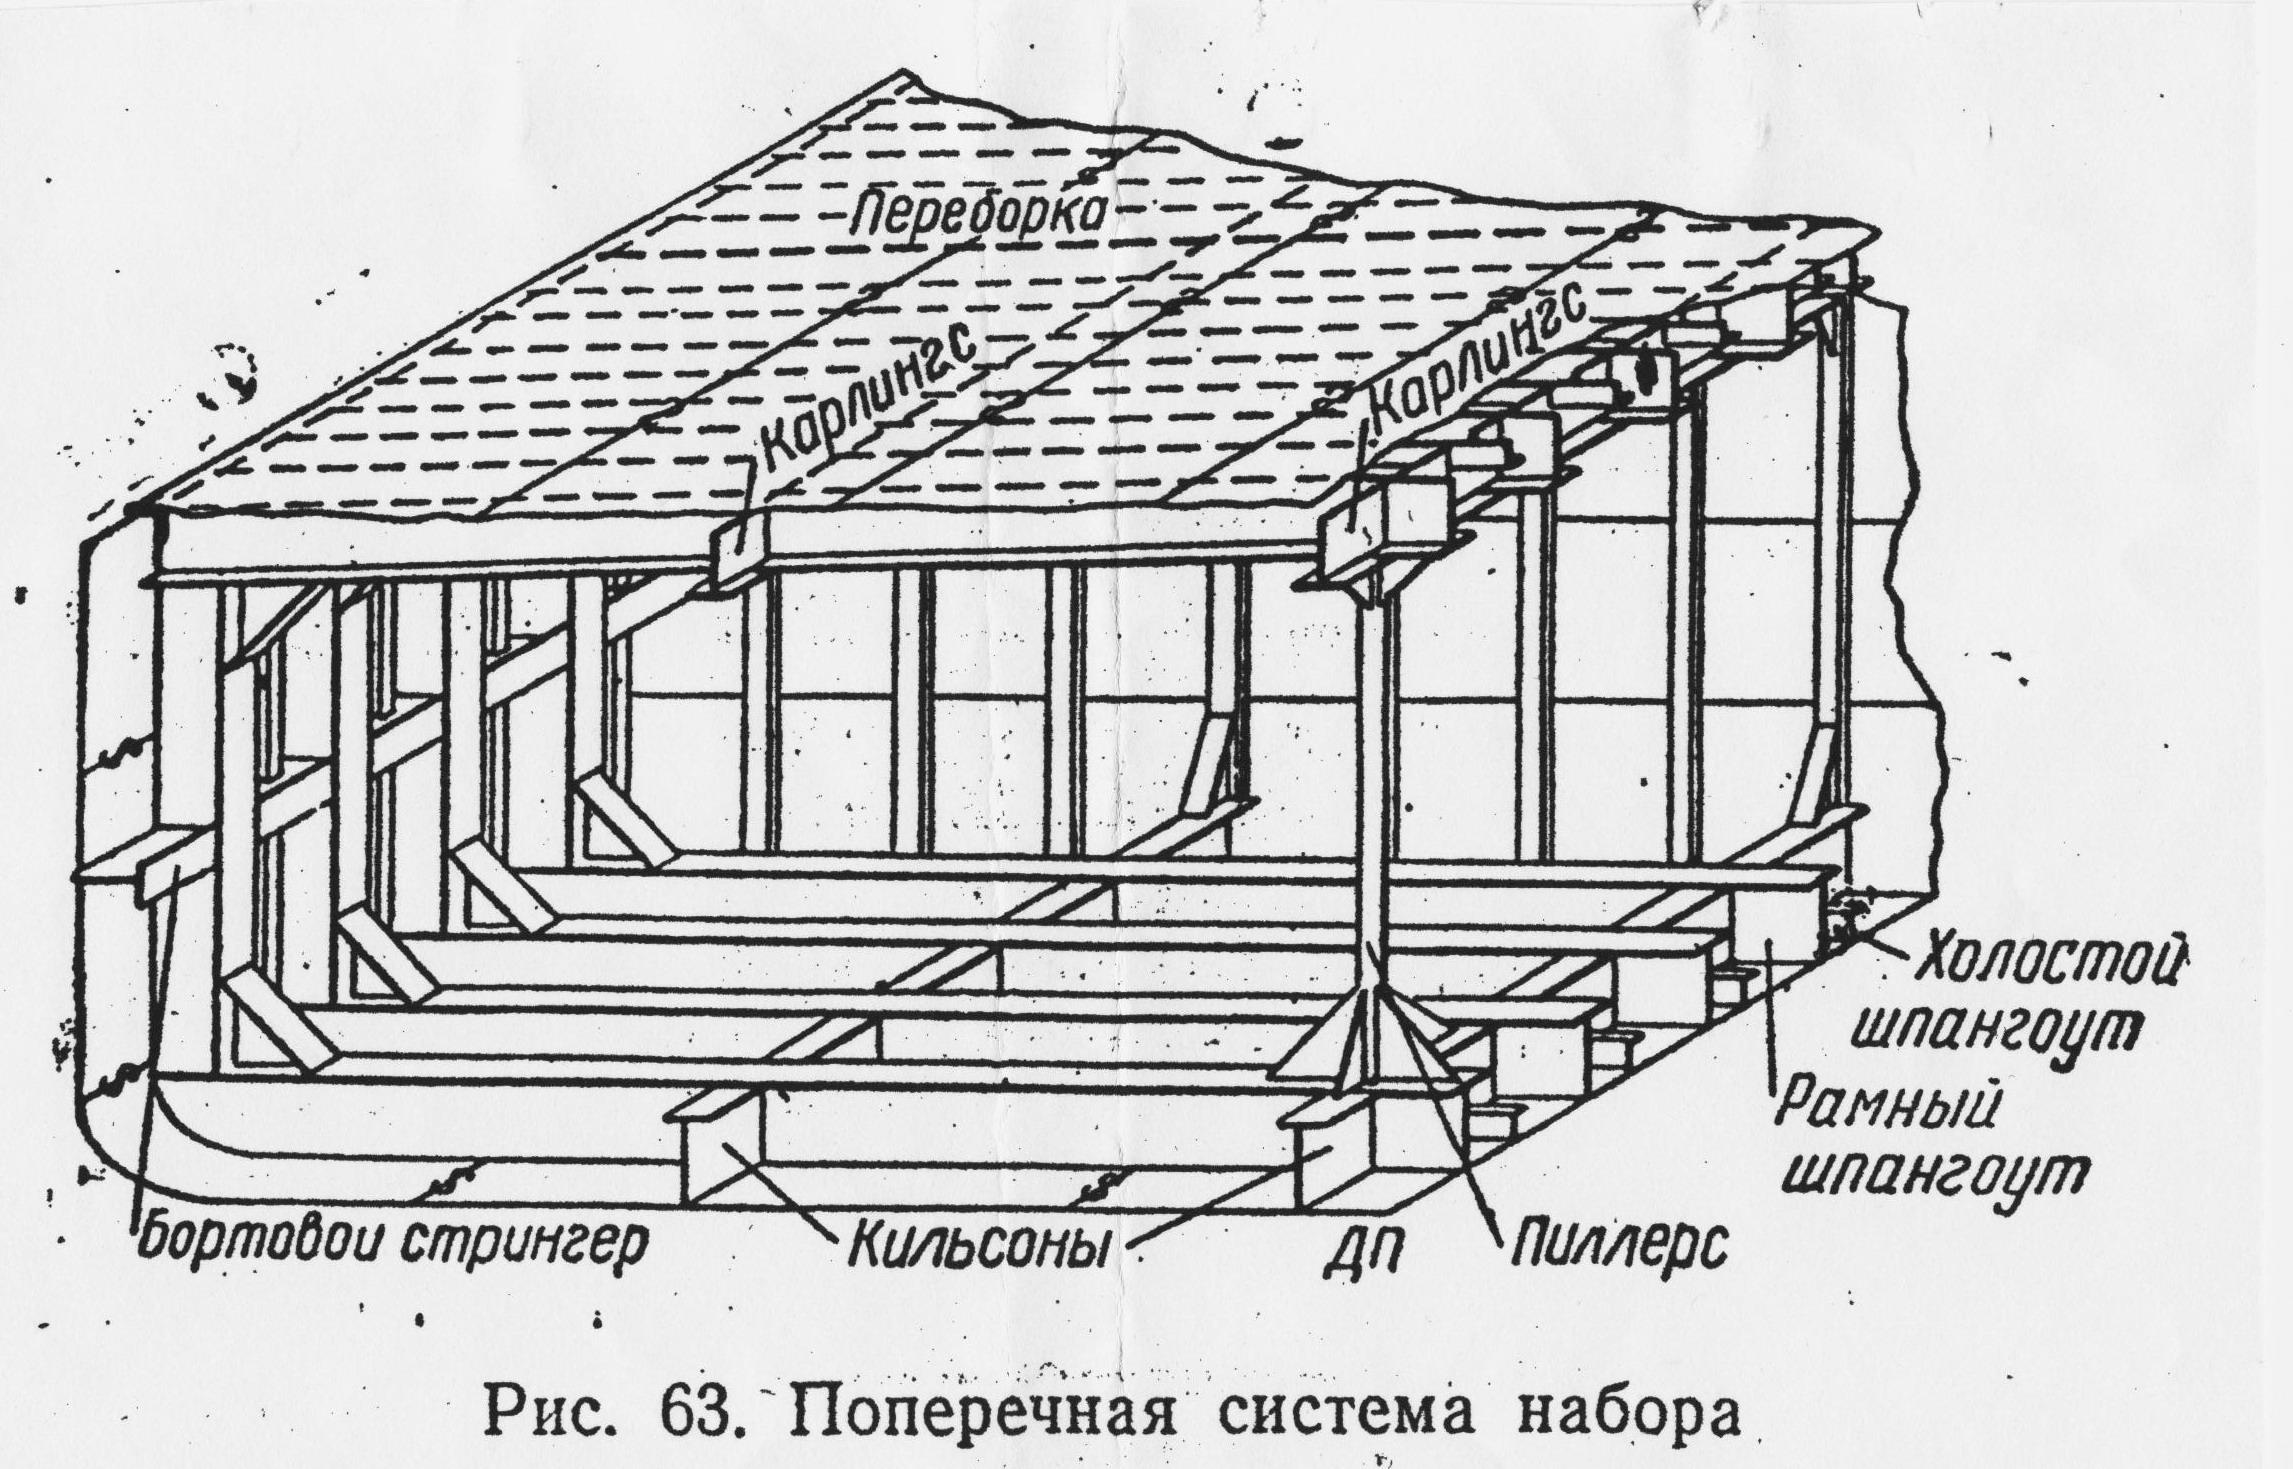 Переборка
Карлингс
Карлингс
Холостой
шпангоут
Рамный
шпангоут
Бортовой стрингер
Кильсоны
ДП
Пиллерс
Рис. 63. Поперечная система набора